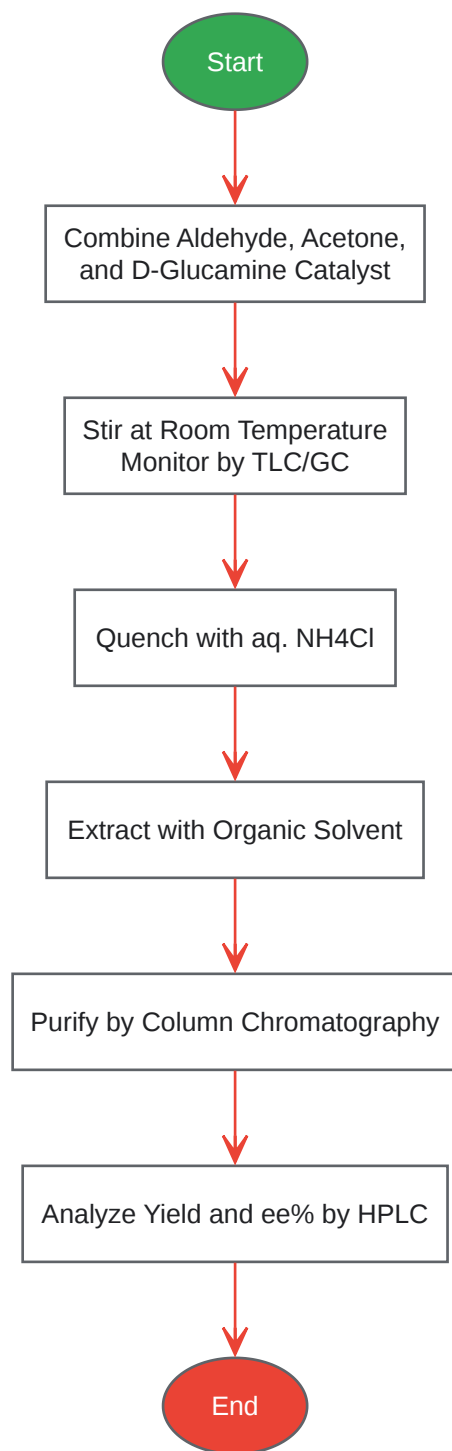 Start
Combine Aldehyde, Acetone,
and D-Glucamine Catalyst
Stir at Room Temperature
Monitor by TLC/GC
Quench with aq. NH4Cl
Extract with Organic Solvent
Purify by Column Chromatography
Analyze Yield and ee% by HPLC
End